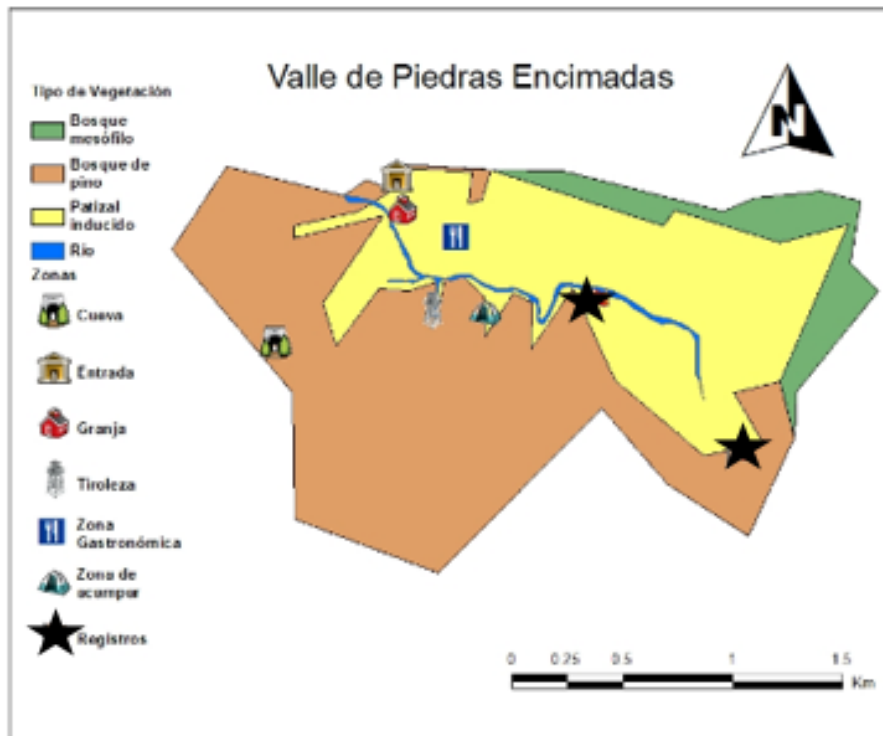 Valle de Piedras Encimadas
N
Tipo de Vegetación
Bosque
mesófilo
Bosque de
pino
Patizal
inducido
Río
Zonas
Cueva
Entrada
Granja
Tiroleza
Zona
Gastronómica
Zona de
acampar
Registros
0 0.25 0.5 1 1.5
Km